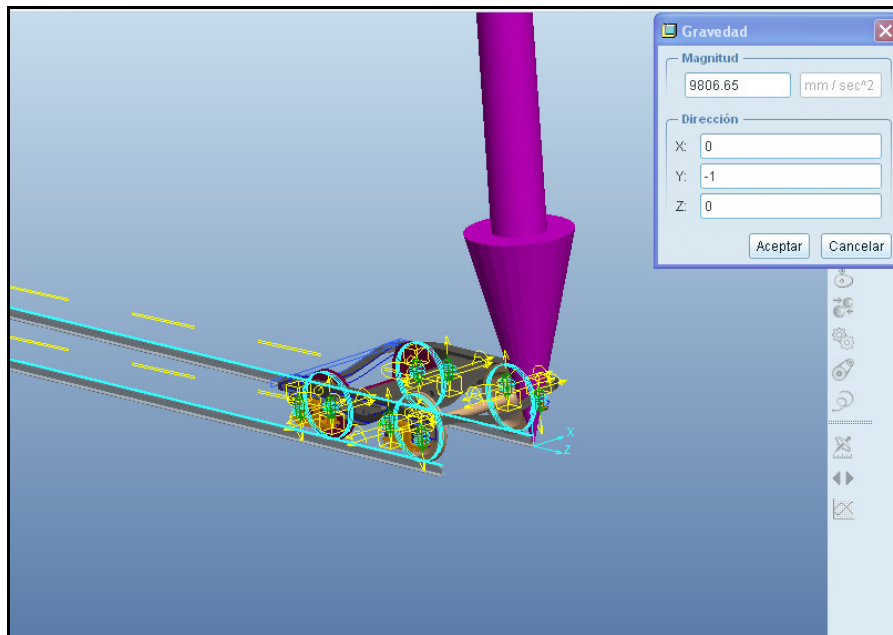 Gravedad
Magnitud
9806.65 mm / sec^2
Dirección
X: 0
Y: -1
Z: 0
Aceptar Cancelar
X
Z